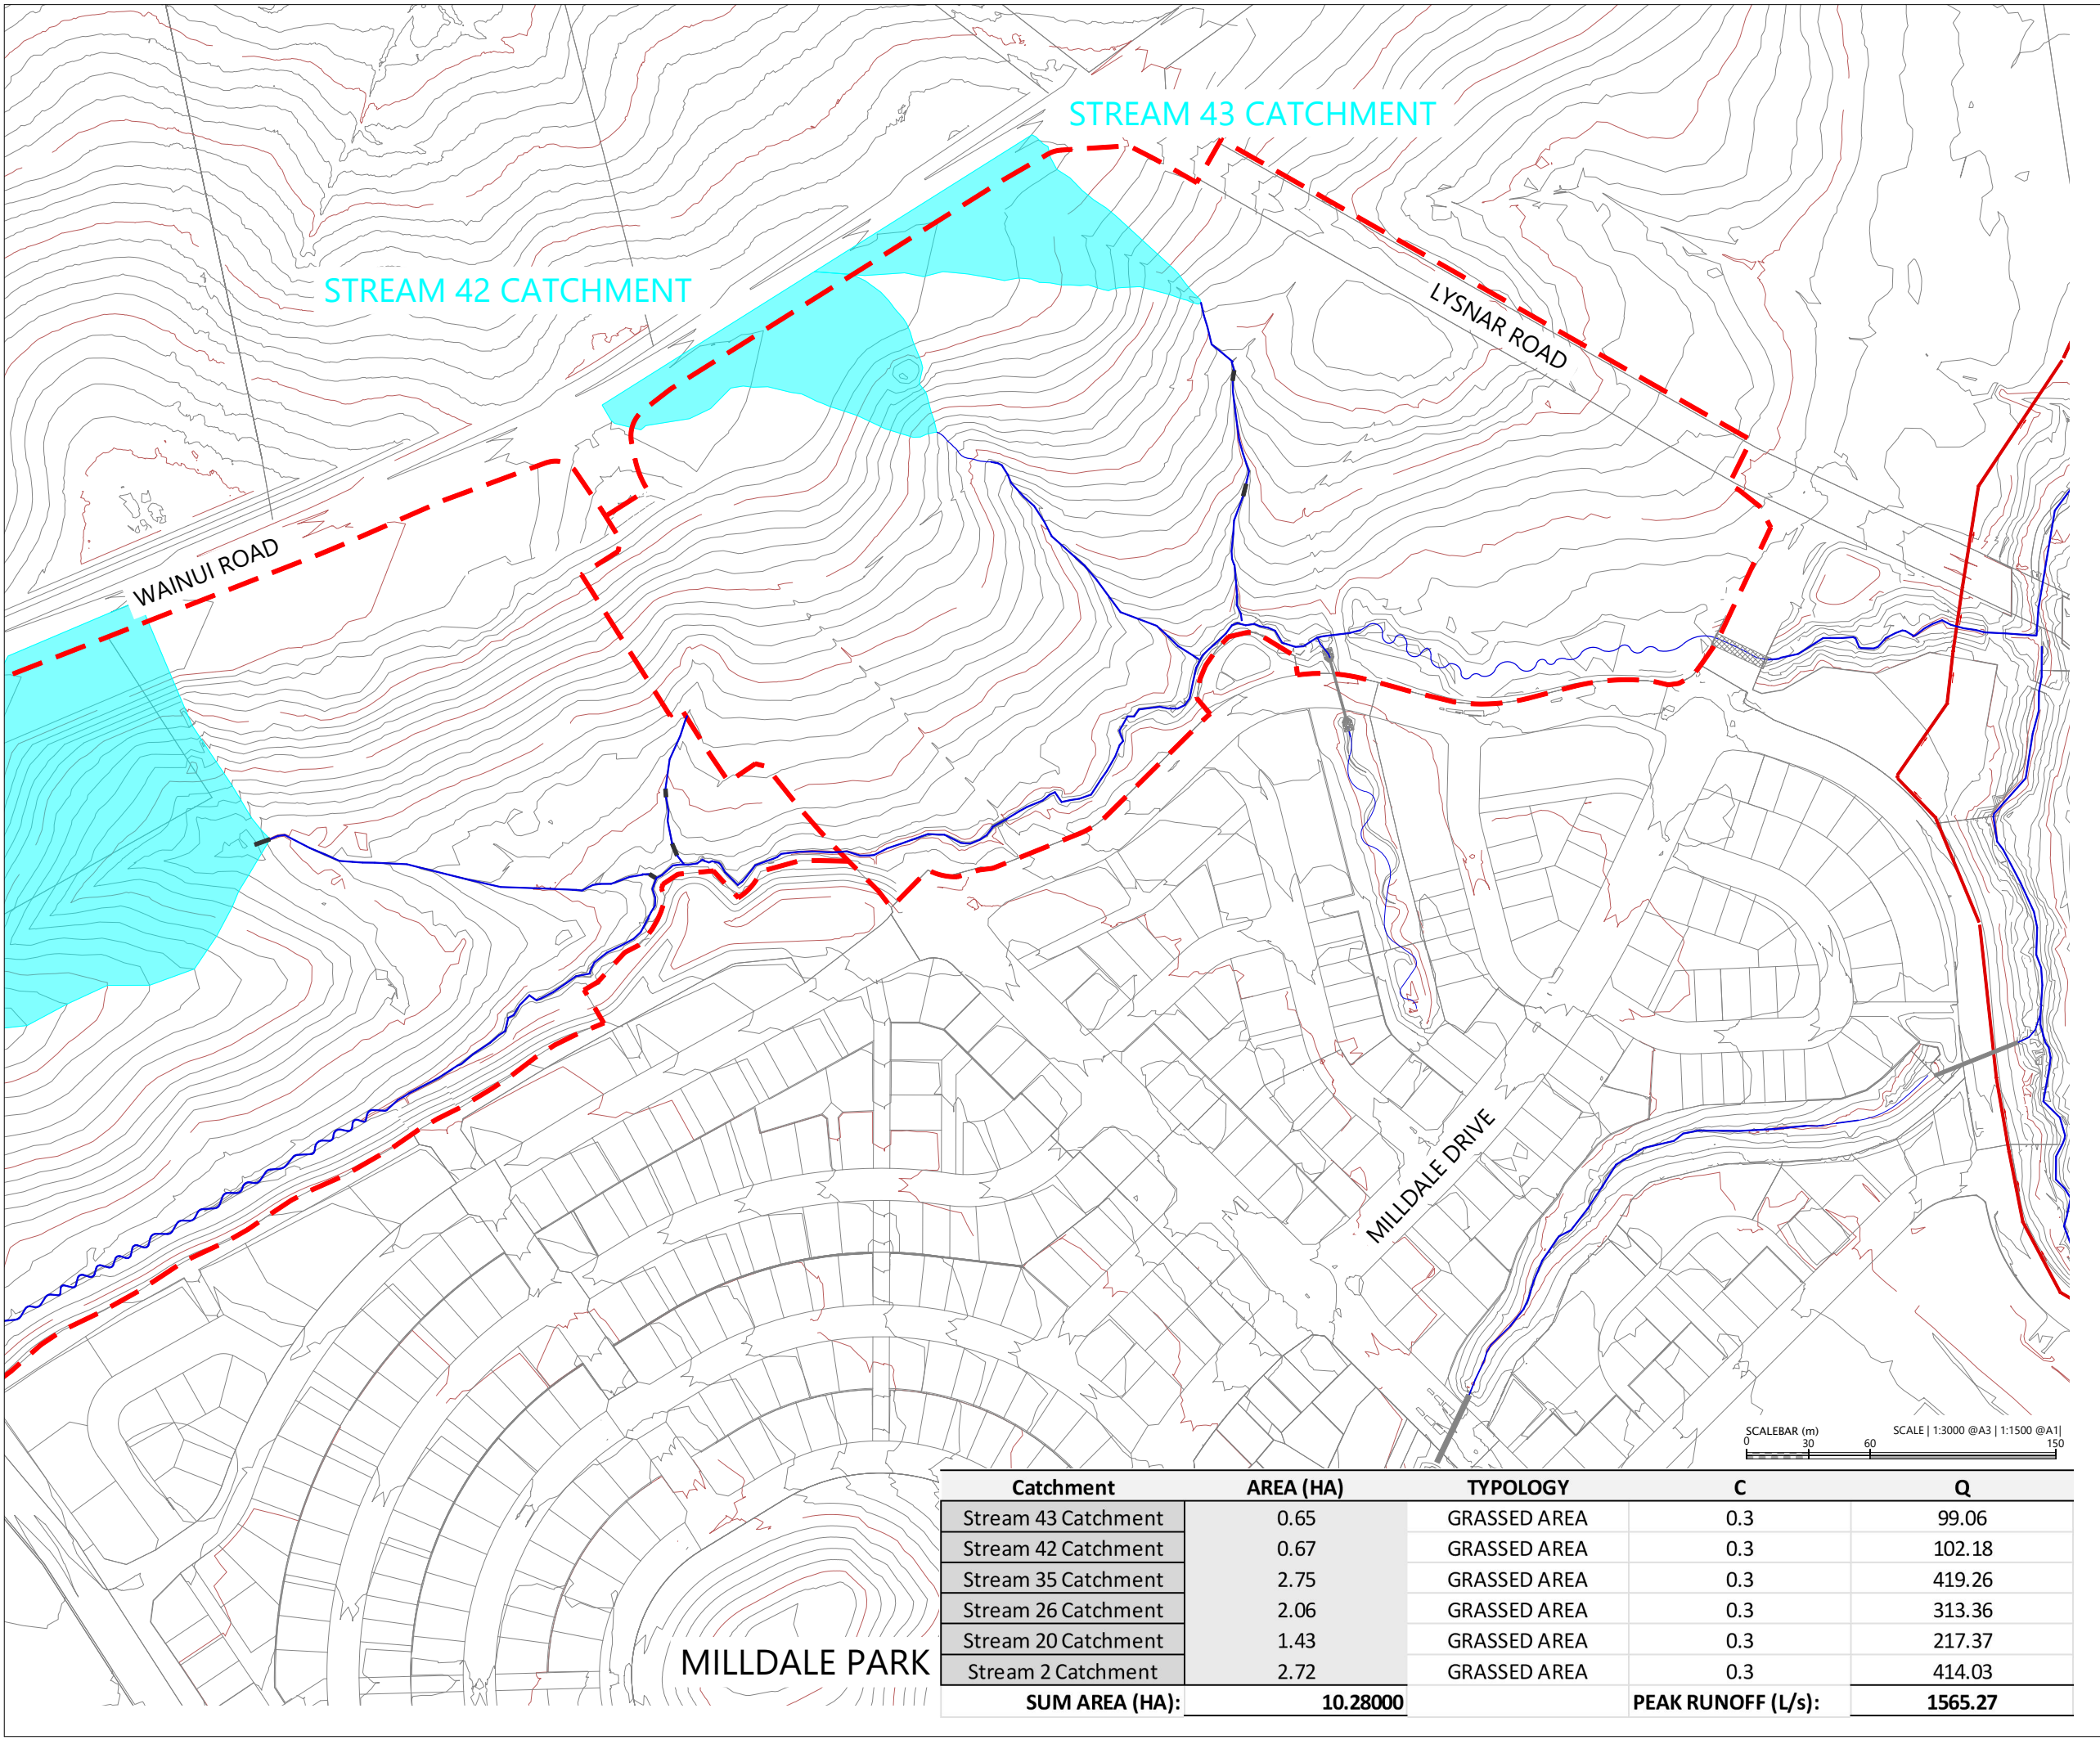 STREAM 43 CATCHMENT
STREAM 42 CATCHMENT
LYSNAR ROAD
WAINUI ROAD
MILLDALE DRIVE
MILLDALE PARK
SCALEBAR (m)
SCALE | 1:3000 @A3 | 1:1500 @A1|
0 30 60 150
Catchment AREA (HA) TYPOLOGY C Q
Stream 43 Catchment 0.65 GRASSED AREA 0.3 99.06
Stream 42 Catchment 0.67 GRASSED AREA 0.3 102.18
Stream 35 Catchment 2.75 GRASSED AREA 0.3 419.26
Stream 26 Catchment 2.06 GRASSED AREA 0.3 313.36
Stream 20 Catchment 1.43 GRASSED AREA 0.3 217.37
Stream 2 Catchment 2.72 GRASSED AREA 0.3 414.03
SUM AREA (HA): 10.28000 PEAK RUNOFF (L/s): 1565.27